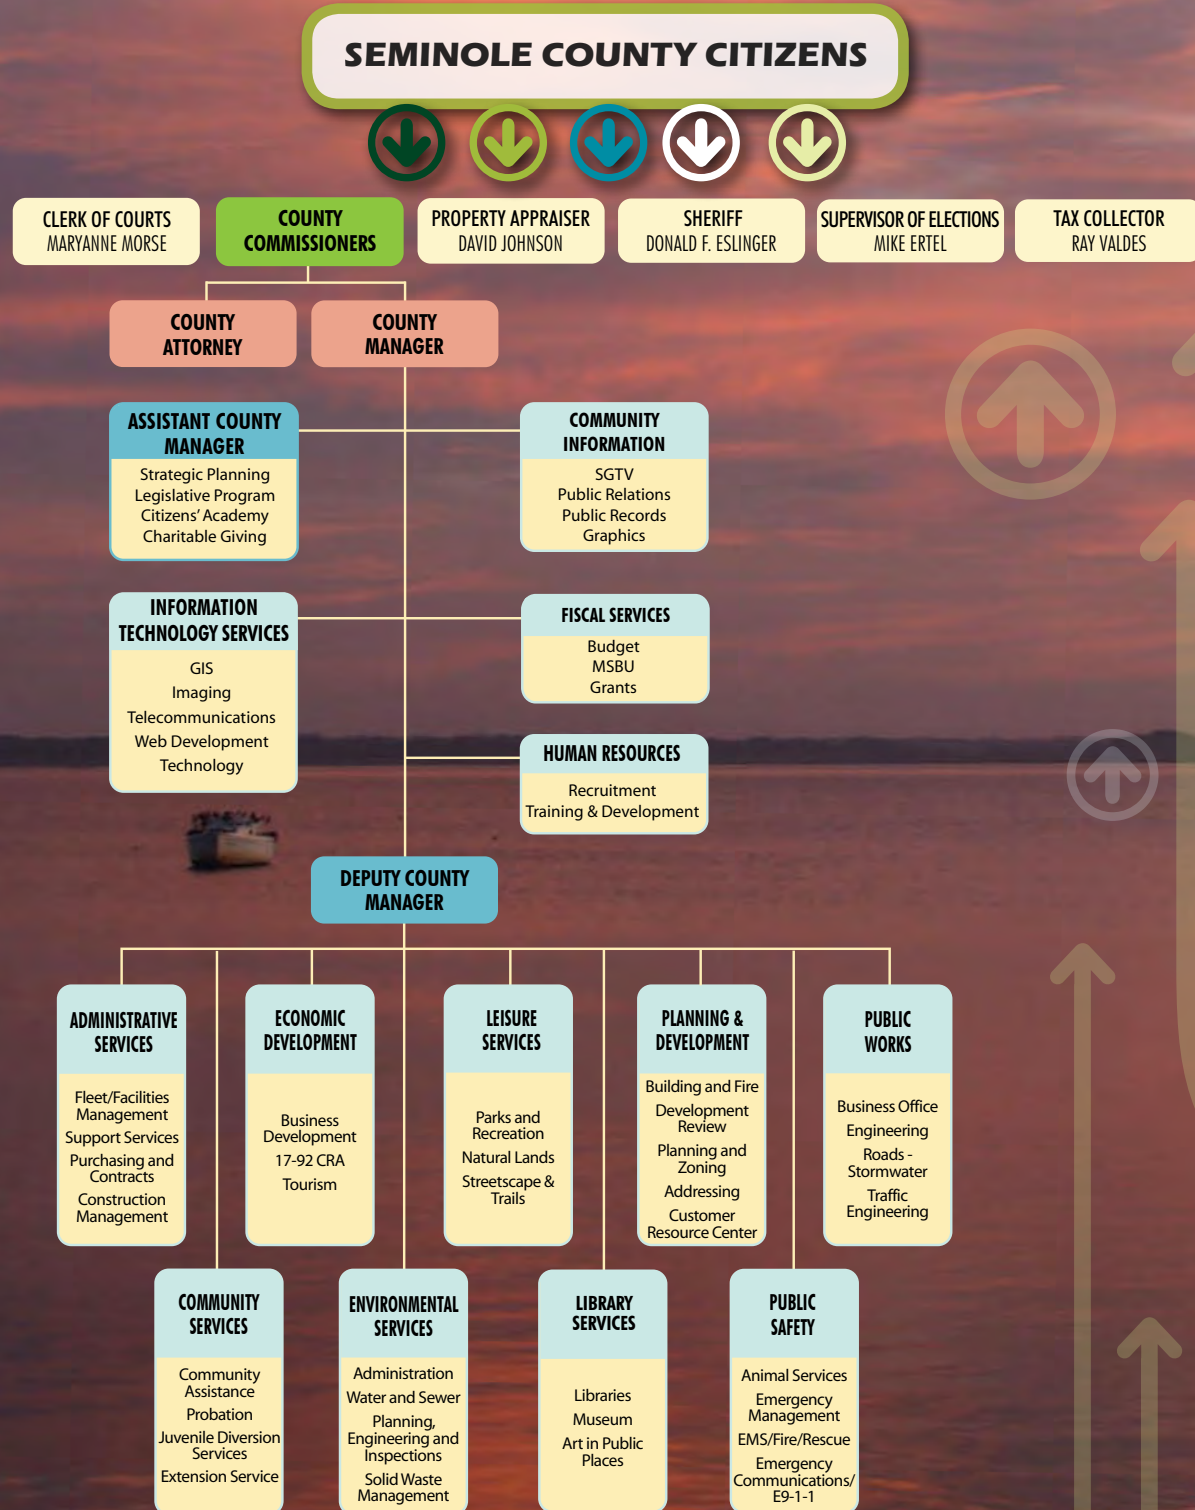 SEMINOLE COUNTY CITIZENS
CLERK OF COURTS
MARYANNE MORSE
COUNTY
COMMISSIONERS
PROPERTY APPRAISER
DAVID JOHNSON
SHERIFF
DONALD F. ESLINGER
SUPERVISOR OF ELECTIONS
MIKE ERTEL
TAX COLLECTOR
RAY VALDES
COUNTY
ATTORNEY
COUNTY
MANAGER
ASSISTANT COUNTY
MANAGER
Strategic Planning
Legislative Program
Citizens' Academy
Charitable Giving
COMMUNITY
INFORMATION
SGTV
Public Relations
Public Records
Graphics
INFORMATION
TECHNOLOGY SERVICES
GIS
Imaging
Telecommunications
Web Development
Technology
FISCAL SERVICES
Budget
MSBU
Grants
HUMAN RESOURCES
Recruitment
Training & Development
DEPUTY COUNTY
MANAGER
ADMINISTRATIVE
SERVICES
Fleet/Facilities
Management
Support Services
Purchasing and
Contracts
Construction
Management
ECONOMIC
DEVELOPMENT
Business
Development
17-92 CRA
Tourism
LEISURE
SERVICES
Parks and
Recreation
Natural Lands
Streetscape &
Trails
PLANNING &
DEVELOPMENT
Building and Fire
Development
Review
Planning and
Zoning
Addressing
Customer
Resource Center
PUBLIC
WORKS
Business Office
Engineering
Roads -
Stormwater
Traffic
Engineering
COMMUNITY
SERVICES
Community
Assistance
Probation
Juvenile Diversion
Services
Extension Service
ENVIRONMENTAL
SERVICES
Administration
Water and Sewer
Planning,
Engineering and
Inspections
Solid Waste
Management
LIBRARY
SERVICES
Libraries
Museum
Art in Public
Places
PUBLIC
SAFETY
Animal Services
Emergency
Management
EMS/Fire/Rescue
Emergency
Communications/
E9-1-1